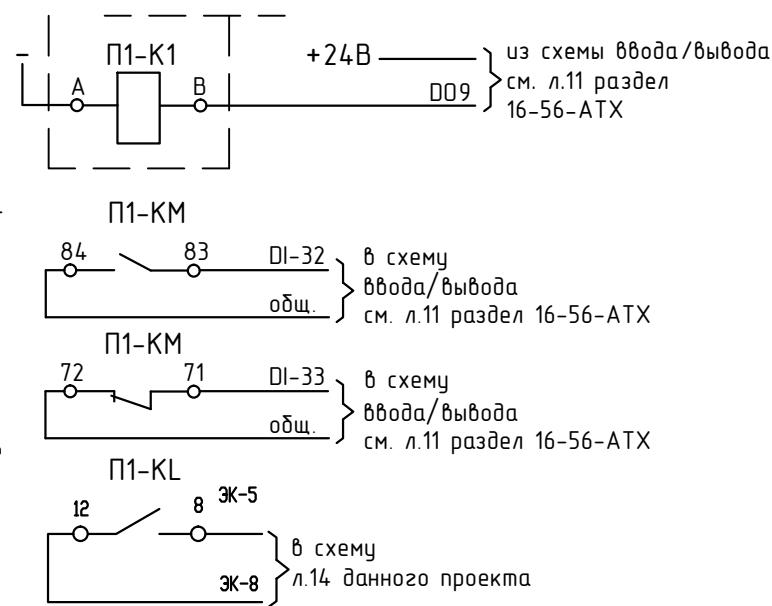 П1-К1
- А В
+24В
DO9
из схемы ввода/вывода
см. л.11 раздел
16-56-АТХ
П1-КМ
84 83 DI-32
общ.
в схему
ввода/вывода
см. л.11 раздел 16-56-АТХ
П1-КМ
72 71 DI-33
общ.
в схему
ввода/вывода
см. л.11 раздел 16-56-АТХ
П1-KL
12 8 ЭК-5
ЭК-8
в схему
л.14 данного проекта